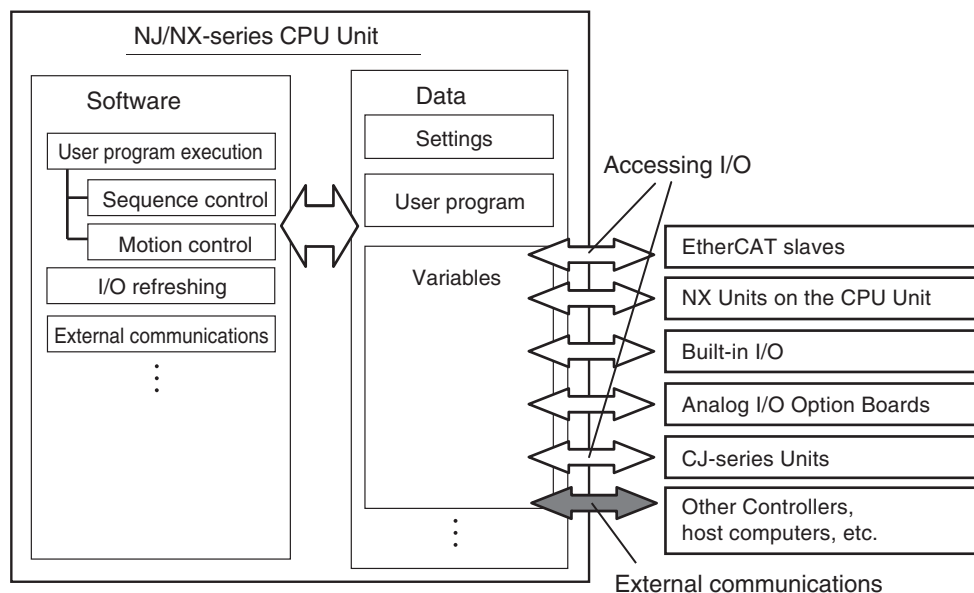 NJ/NX-series CPU Unit
Software
User program execution
Sequence control
Motion control
I/O refreshing
External communications
Data
Settings
User program
Variables
Accessing I/O
EtherCAT slaves
NX Units on the CPU Unit
Built-in I/O
Analog I/O Option Boards
CJ-series Units
Other Controllers,
host computers, etc.
External communications